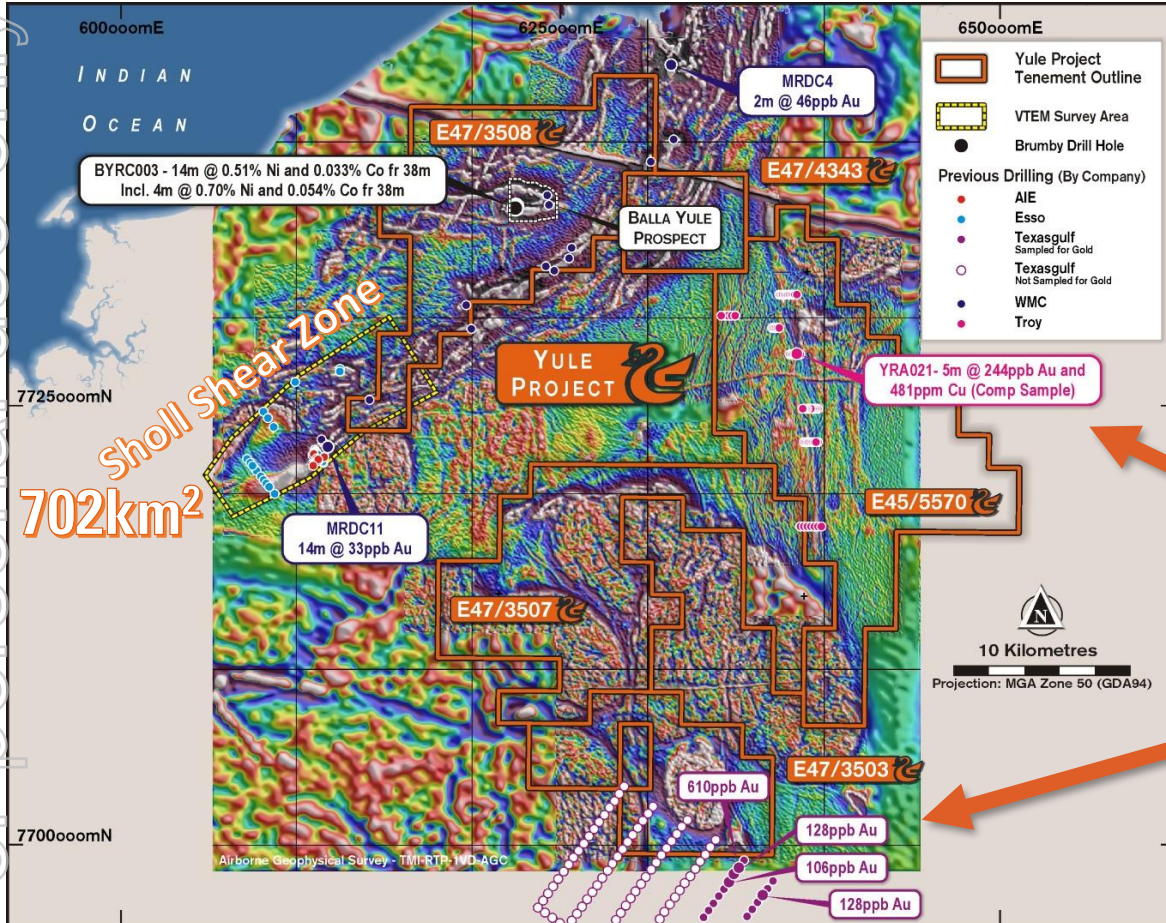 600000mE
625000mE
650000mE
INDIAN
OCEAN
MRDC4
2m @ 46ppb Au
E47/3508
E47/4343
BYRC003 - 14m @ 0.51% Ni and 0.033% Co fr 38m
Incl. 4m @ 0.70% Ni and 0.054% Co fr 38m
BALLA YULE
PROSPECT
Yule Project
Tenement Outline
VTEM Survey Area
Brumby Drill Hole
Previous Drilling (By Company)
AIE
Esso
Texasgulf
Sampled for Gold
Texasgulf
Not Sampled for Gold
WMC
Troy
Sholl Shear Zone
702km²
YULE
PROJECT
YRA021- 5m @ 244ppb Au and
481ppm Cu (Comp Sample)
7725000mN
MRDC11
14m @ 33ppb Au
E45/5570
E47/3507
N
10 Kilometres
Projection: MGA Zone 50 (GDA94)
E47/3503
610ppb Au
7700000mN
128ppb Au
Airborne Geophysical Survey - TMI-RTP-1VD-AGC
106ppb Au
128ppb Au